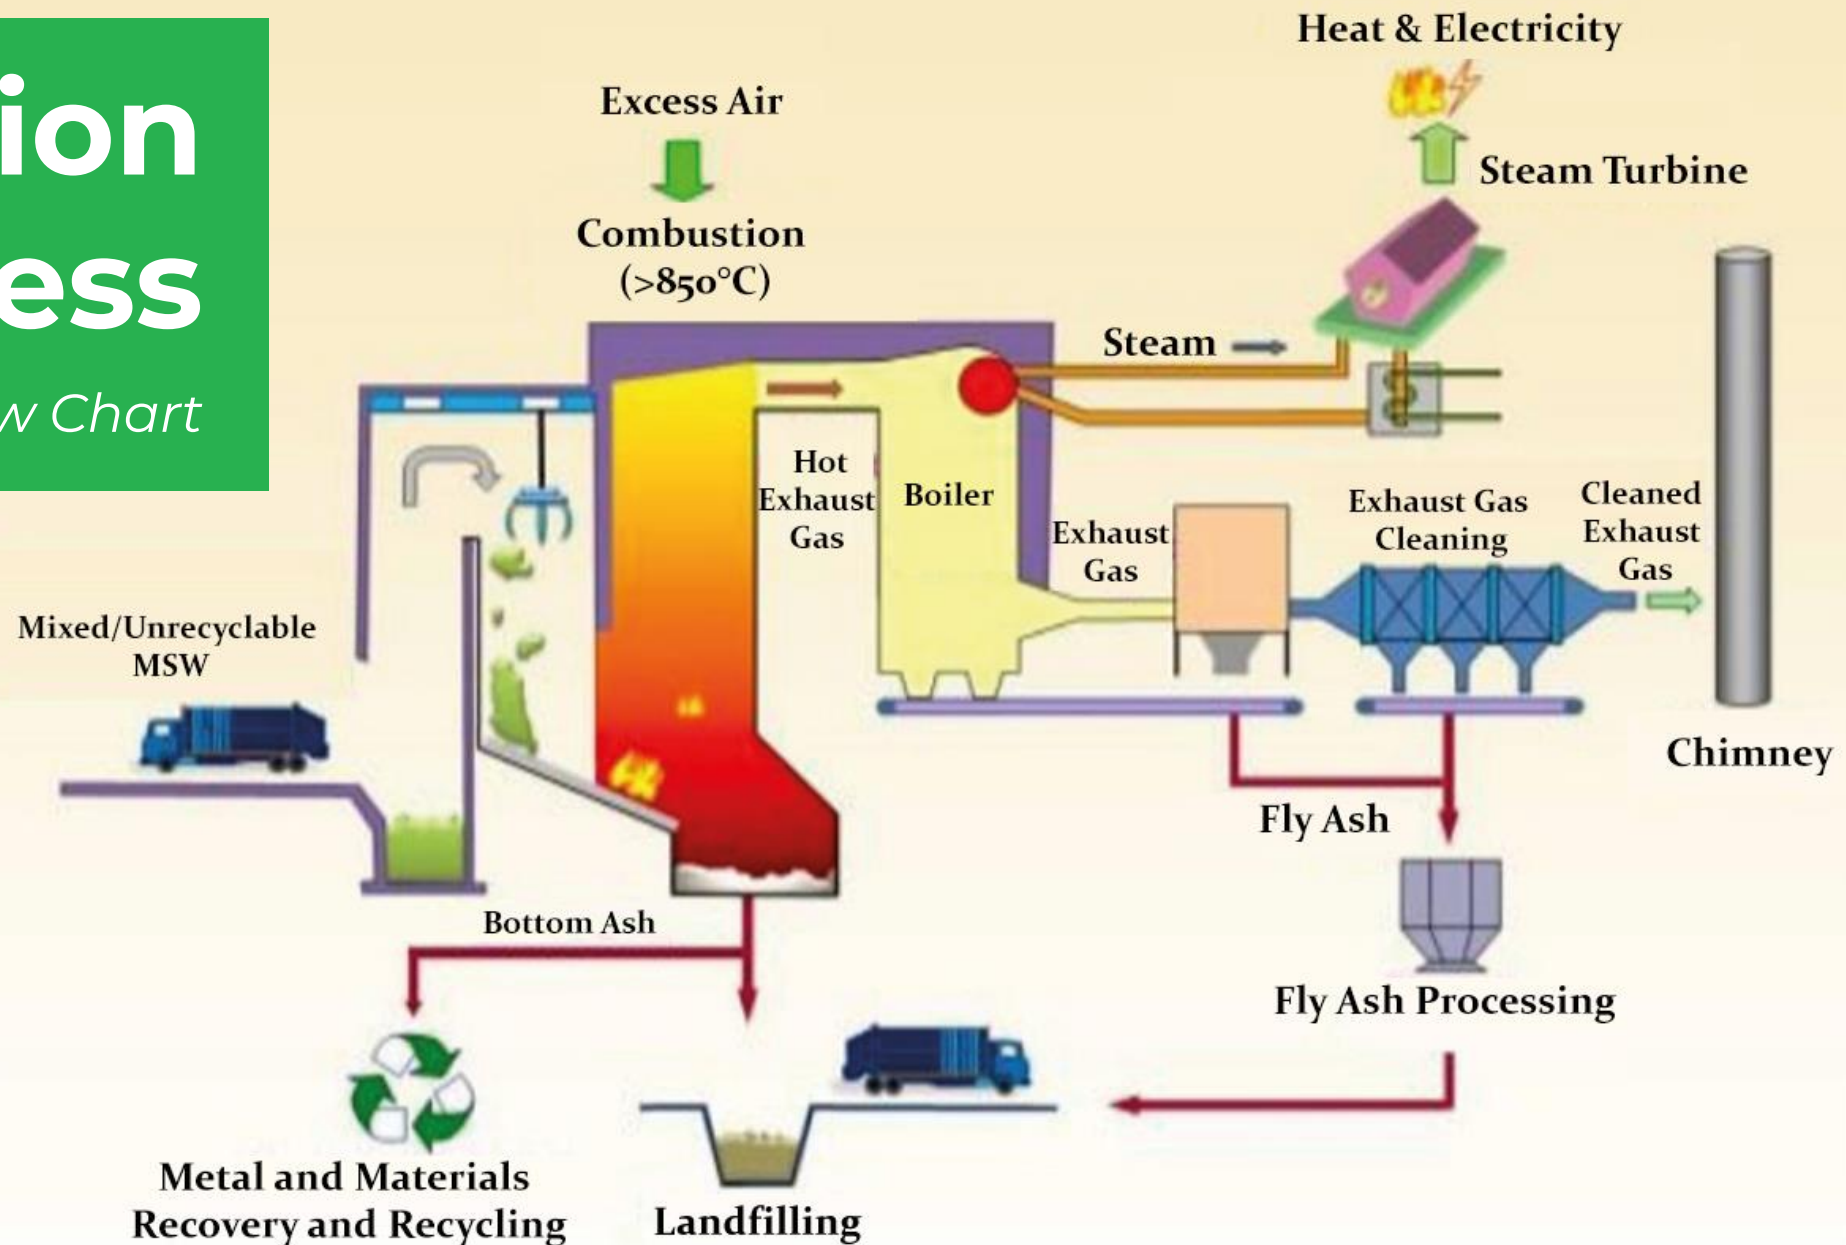 ion
ess
w Chart
Heat & Electricity
Excess Air
Steam Turbine
Combustion
(>850°C)
Steam
Hot
Exhaust
Gas
Boiler
Exhaust
Gas
Exhaust Gas
Cleaning
Cleaned
Exhaust
Gas
Mixed/Unrecyclable
MSW
Chimney
Fly Ash
Bottom Ash
Fly Ash Processing
Metal and Materials
Recovery and Recycling
Landfilling